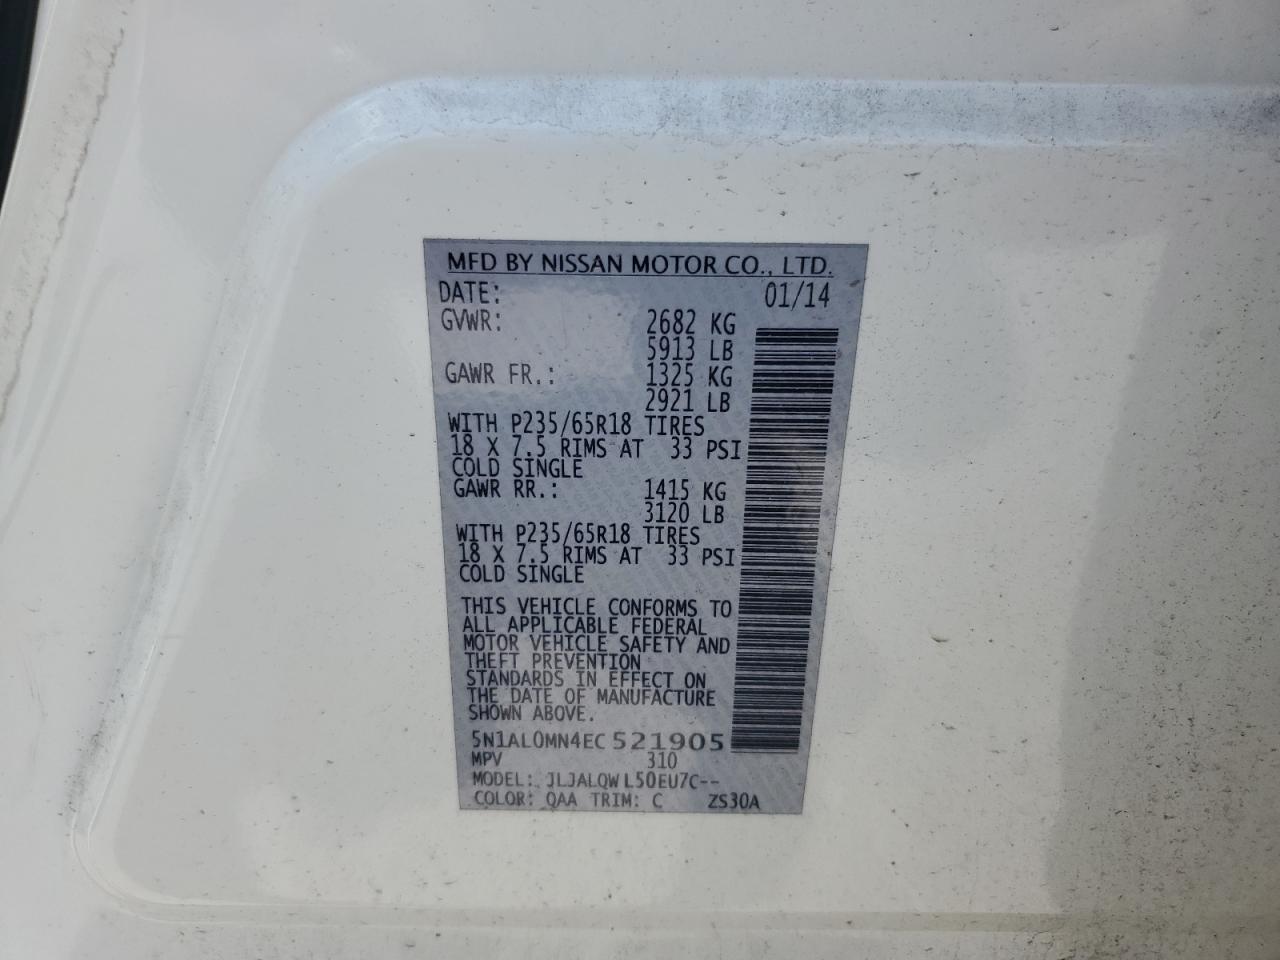 MFD BY NISSAN MOTOR CO., LTD.
DATE: 01/14
GVWR: 2682 KG
5913 LB
GAWR FR.: 1325 KG
2921 LB
WITH P235/65R18 TIRES
18 X 7.5 RIMS AT 33 PSI
COLD SINGLE
GAWR RR.: 1415 KG
3120 LB
WITH P235/65R18 TIRES
18 X 7.5 RIMS AT 33 PSI
COLD SINGLE
THIS VEHICLE CONFORMS TO
ALL APPLICABLE FEDERAL
MOTOR VEHICLE SAFETY AND
THEFT PREVENTION
STANDARDS IN EFFECT ON
THE DATE OF MANUFACTURE
SHOWN ABOVE.
5N1AL0MN4EC 521905
MPV 310
MODEL: JLJALQW L50EU7C--
COLOR: QAA TRIM: C ZS30A